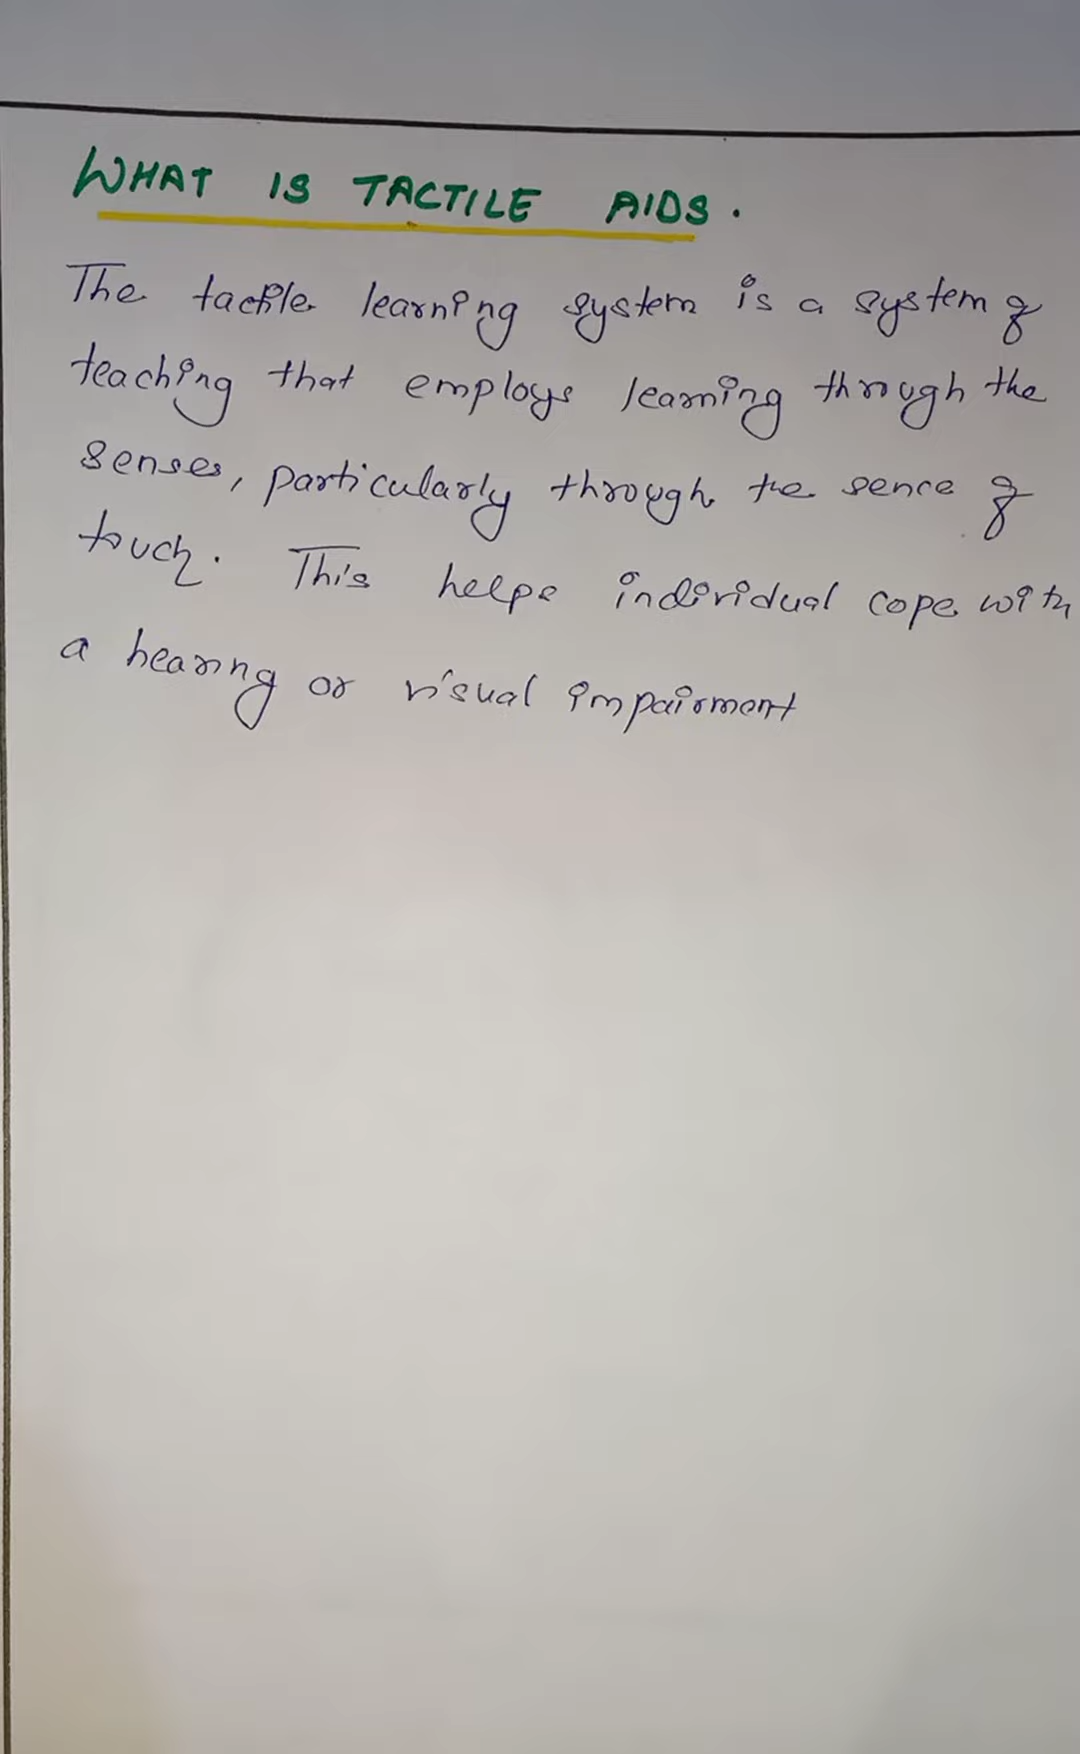 WHAT IS TACTILE AIDS.
The tactile learning system is a system of
teaching that employs learning through the
senses, particularly through the sence of
touch. This helps individual cope with
a hearing or visual impairment